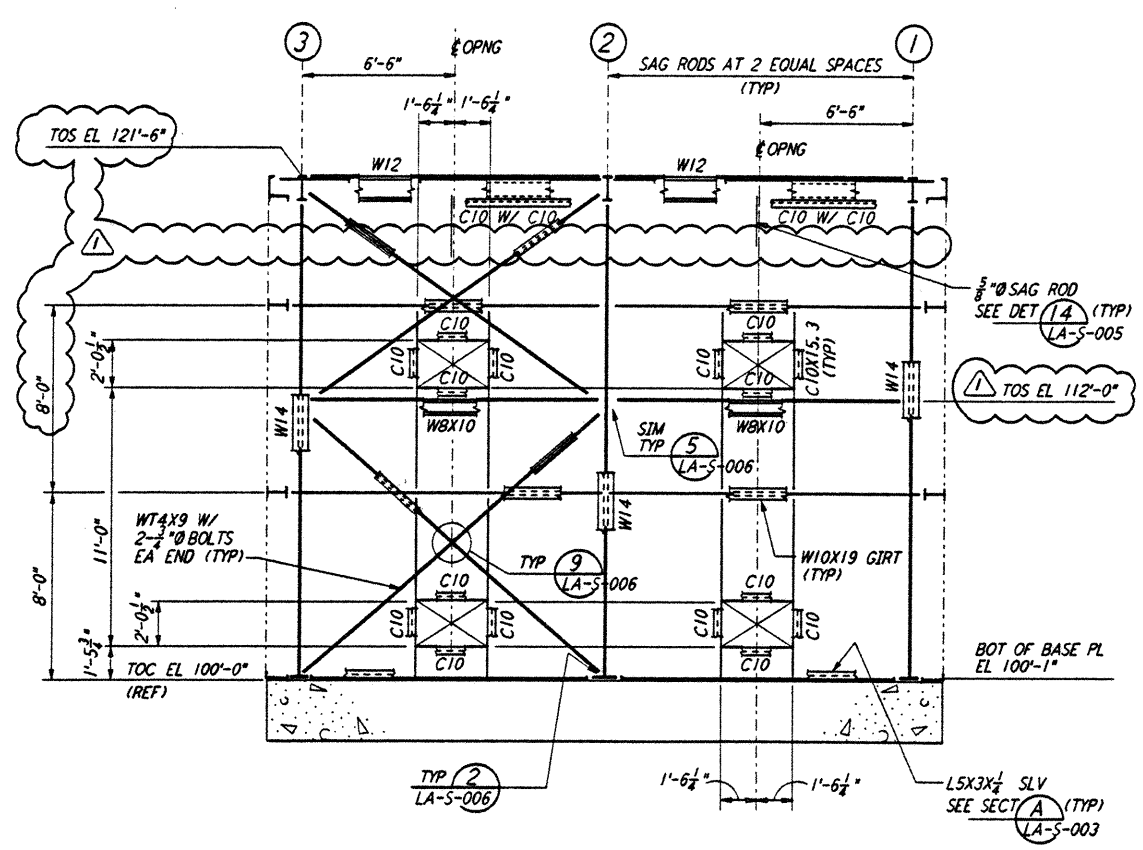 3
℄ OPNG
2
1
6'-6"
SAG RODS AT 2 EQUAL SPACES
(TYP)
1'-6¼"
1'-6¼"
6'-6"
TOS EL 121'-6"
℄ OPNG
W12
W12
C10 W/ C10
C10 W/ C10
1
⅝"Ø SAG ROD
SEE DET 14 (TYP)
LA-S-005
C10
C10
C10
C10
C10
C10
C10
C10X15.3
(TYP)
2'-0½"
8'-0"
W14
W14
1 TOS EL 112'-0"
W8X10
W8X10
SIM
TYP 5
LA-S-006
W14
WT4X9 W/
2-¾"Ø BOLTS
EA END (TYP)
11'-0"
TYP 9
LA-S-006
W10X19 GIRT
(TYP)
8'-0"
2'-0½"
C10
C10
C10
C10
C10
C10
C10
C10
1'-5¾"
TOC EL 100'-0"
(REF)
BOT OF BASE PL
EL 100'-1"
TYP 2
LA-S-006
1'-6¼"
1'-6¼"
L5X3X¼ SLV
SEE SECT A (TYP)
LA-S-003